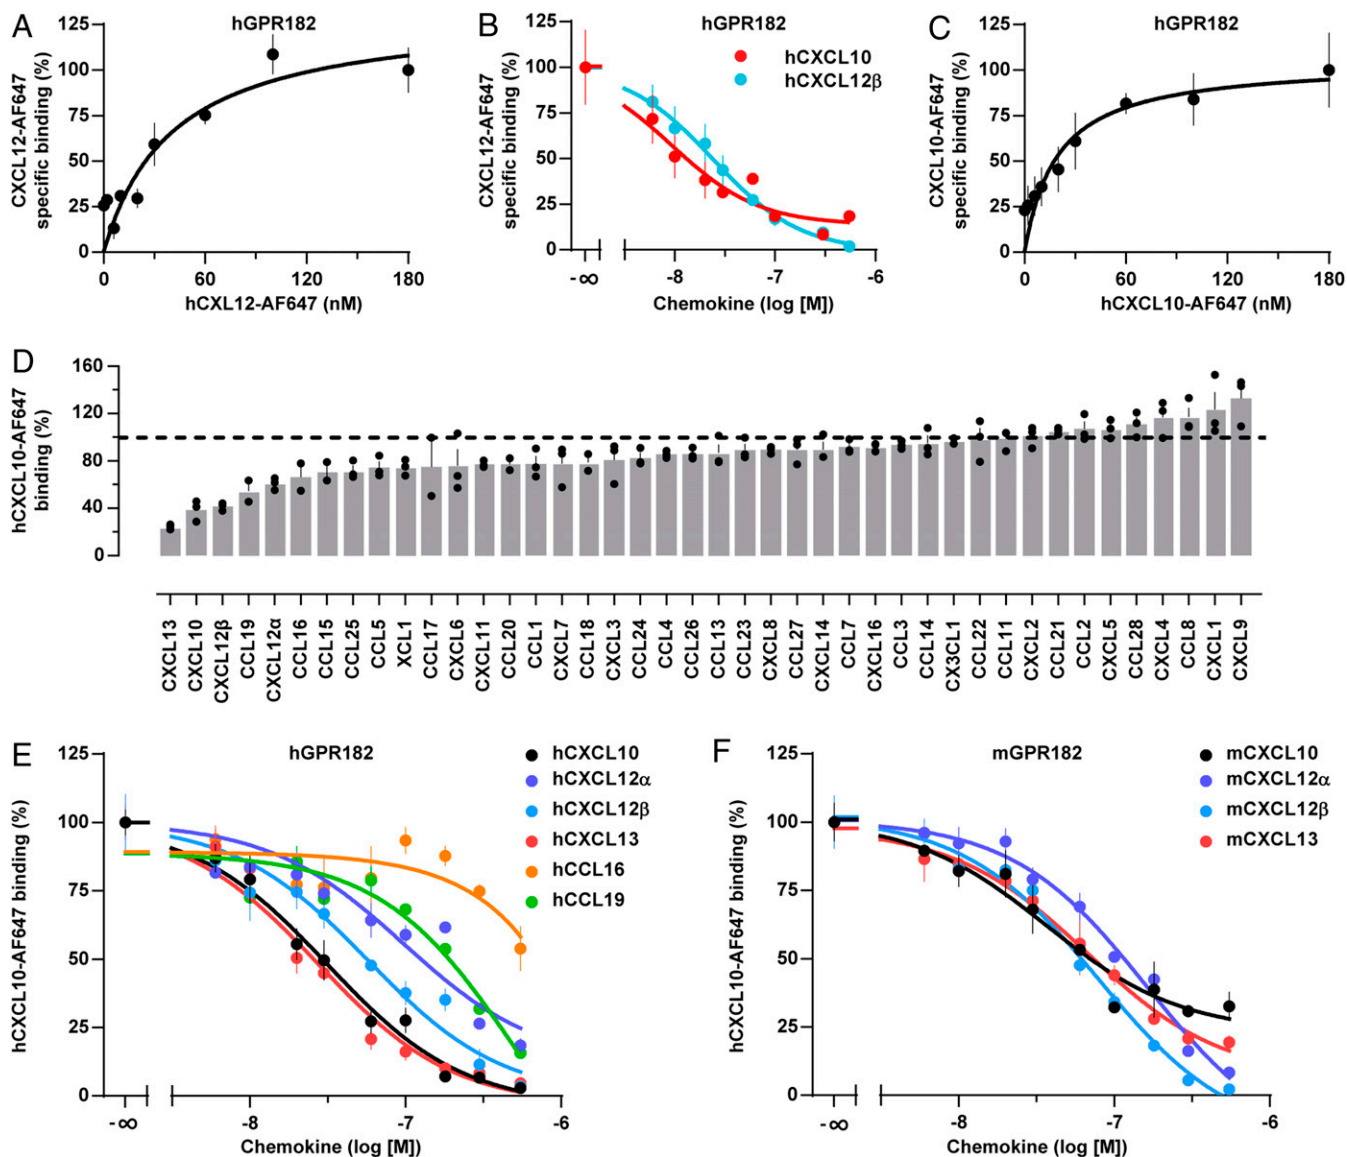 A
hGPR182
CXCL12-AF647
specific binding (%)
125
100
75
50
25
0
0
60
120
180
hCXL12-AF647 (nM)
B
hGPR182
hCXCL10
hCXCL12β
CXCL12-AF647
specific binding (%)
125
100
75
50
25
0
-∞
-8
-7
-6
Chemokine (log [M])
C
hGPR182
CXCL10-AF647
specific binding (%)
125
100
75
50
25
0
0
60
120
180
hCXCL10-AF647 (nM)
D
hCXCL10-AF647
binding (%)
160
120
80
40
0
CXCL13
CXCL10
CXCL12β
CCL19
CXCL12α
CCL16
CCL15
CCL25
CCL5
XCL1
CCL17
CXCL6
CXCL11
CCL20
CCL1
CXCL7
CCL18
CXCL3
CCL24
CCL4
CCL26
CCL13
CCL23
CXCL8
CCL27
CXCL14
CCL7
CXCL16
CCL3
CCL14
CX3CL1
CCL22
CCL11
CXCL2
CCL21
CCL2
CXCL5
CCL28
CXCL4
CCL8
CXCL1
CXCL9
E
hGPR182
hCXCL10
hCXCL12α
hCXCL12β
hCXCL13
hCCL16
hCCL19
hCXCL10-AF647 binding (%)
125
100
75
50
25
0
-∞
-8
-7
-6
Chemokine (log [M])
F
mGPR182
mCXCL10
mCXCL12α
mCXCL12β
mCXCL13
hCXCL10-AF647 binding (%)
125
100
75
50
25
0
-∞
-8
-7
-6
Chemokine (log [M])